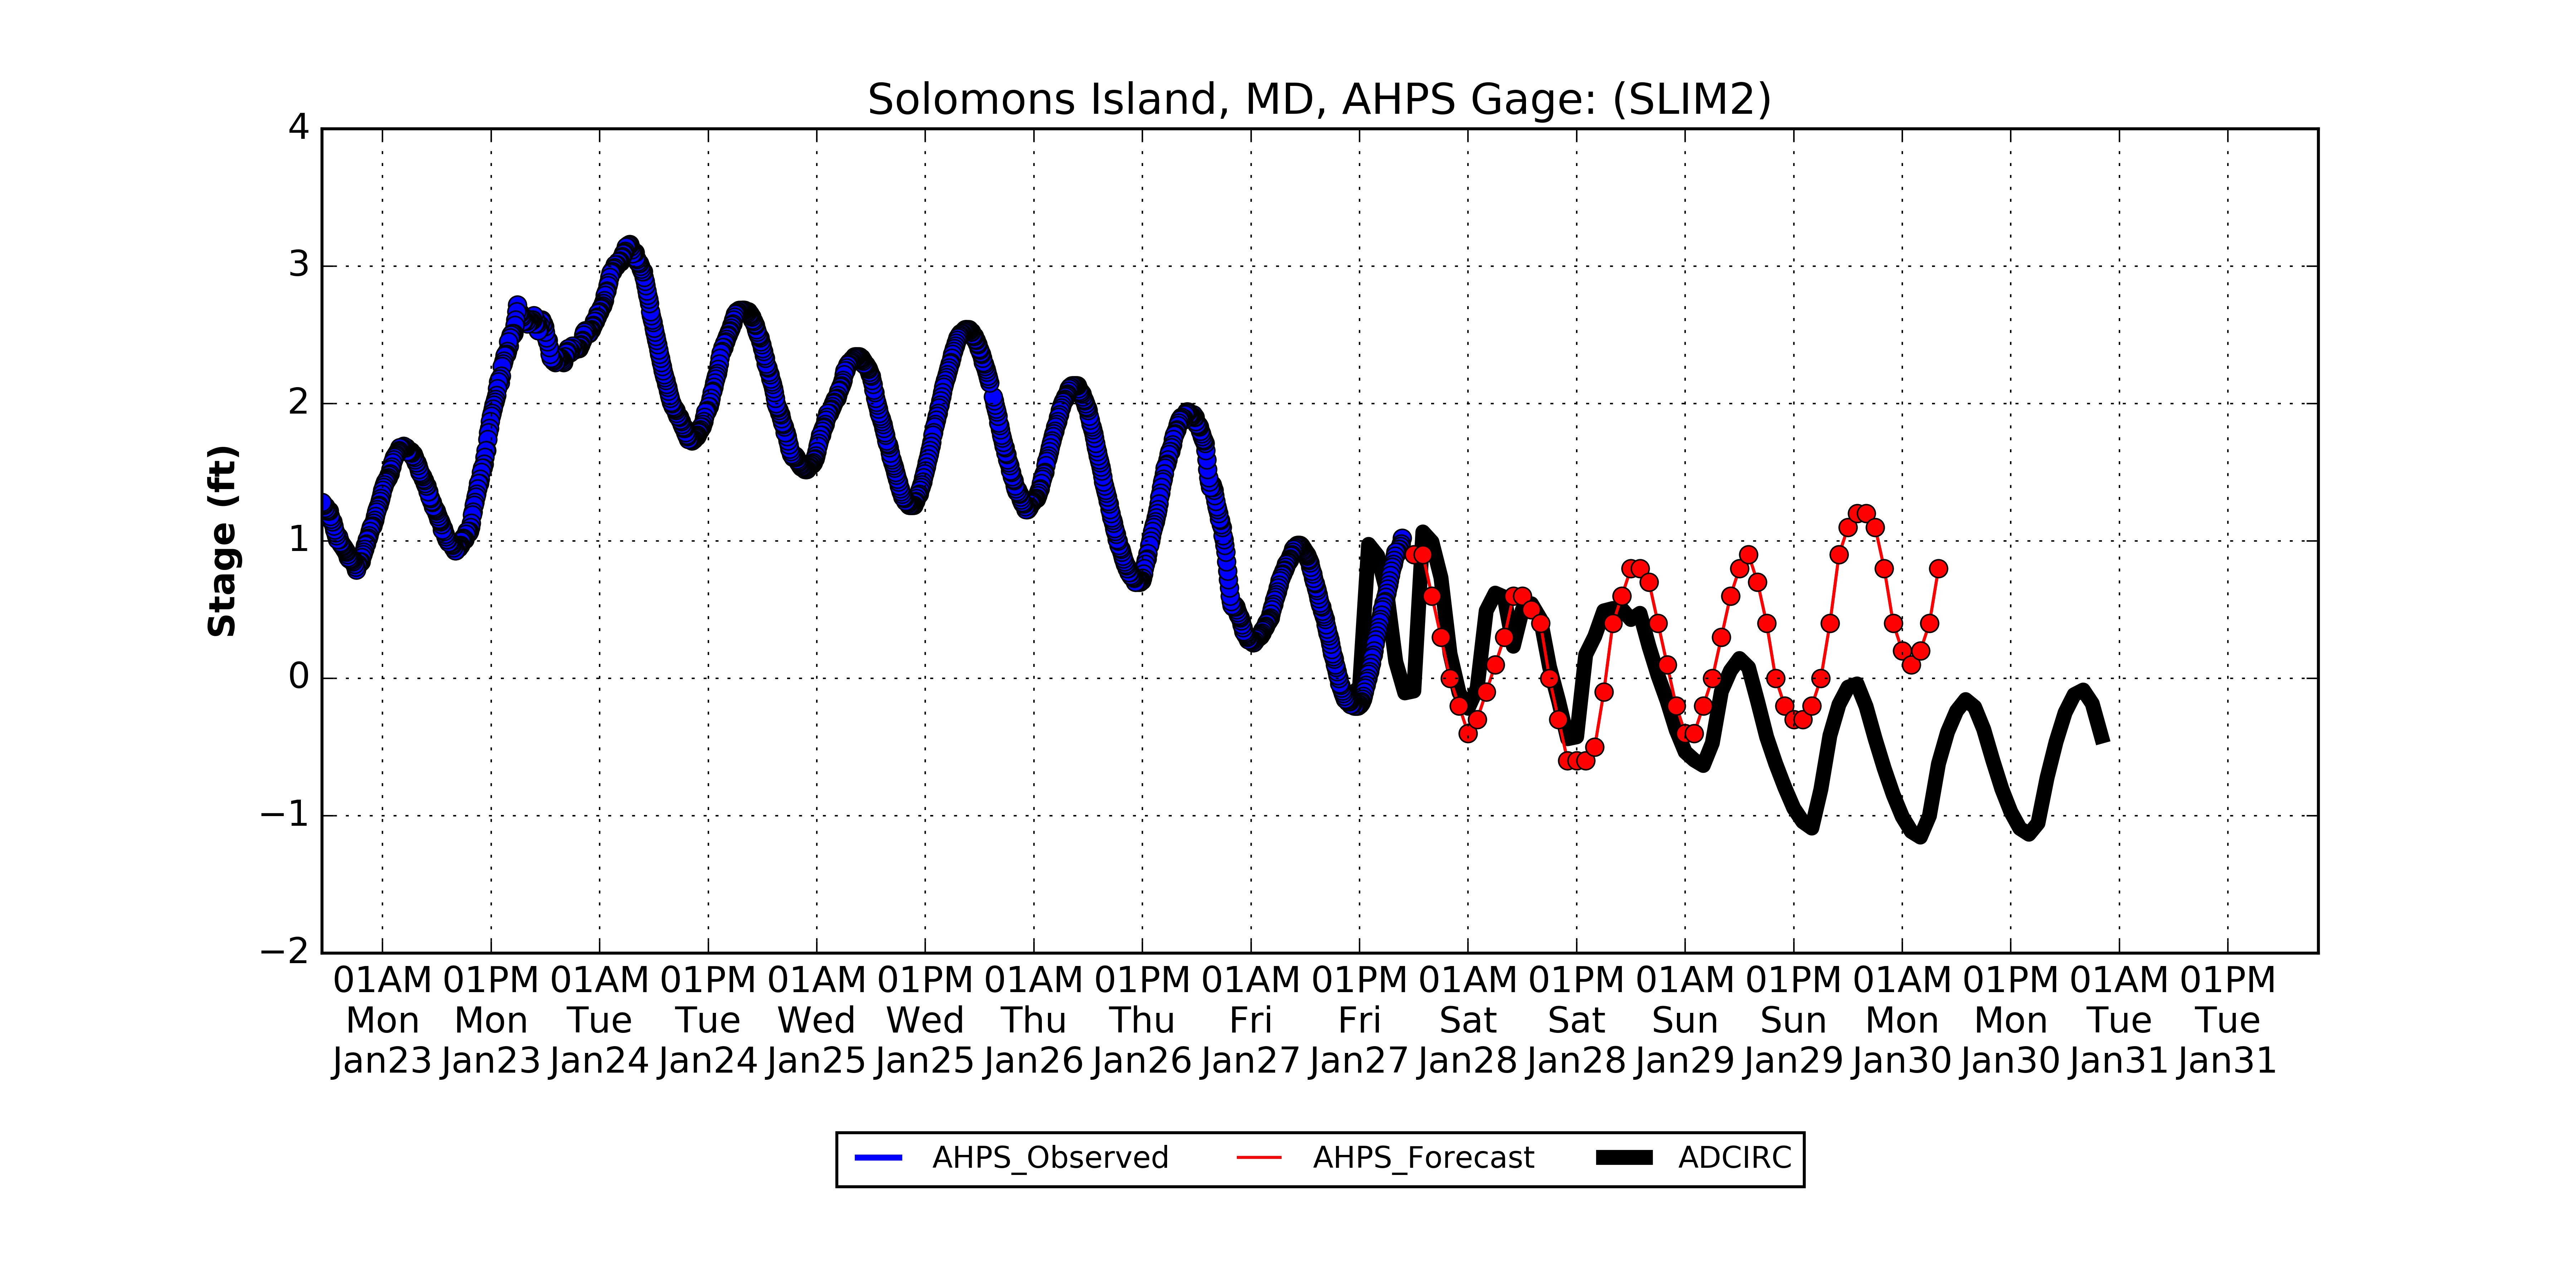 Solomons Island, MD, AHPS Gage: (SLIM2)
4
3
2
1
0
−1
−2
Stage (ft)
01AM 01PM 01AM 01PM 01AM 01PM 01AM 01PM 01AM 01PM 01AM 01PM 01AM 01PM 01AM 01PM 01AM 01PM
Mon Mon Tue Tue Wed Wed Thu Thu Fri Fri Sat Sat Sun Sun Mon Mon Tue Tue
Jan23 Jan23 Jan24 Jan24 Jan25 Jan25 Jan26 Jan26 Jan27 Jan27 Jan28 Jan28 Jan29 Jan29 Jan30 Jan30 Jan31 Jan31
AHPS_Observed AHPS_Forecast ADCIRC